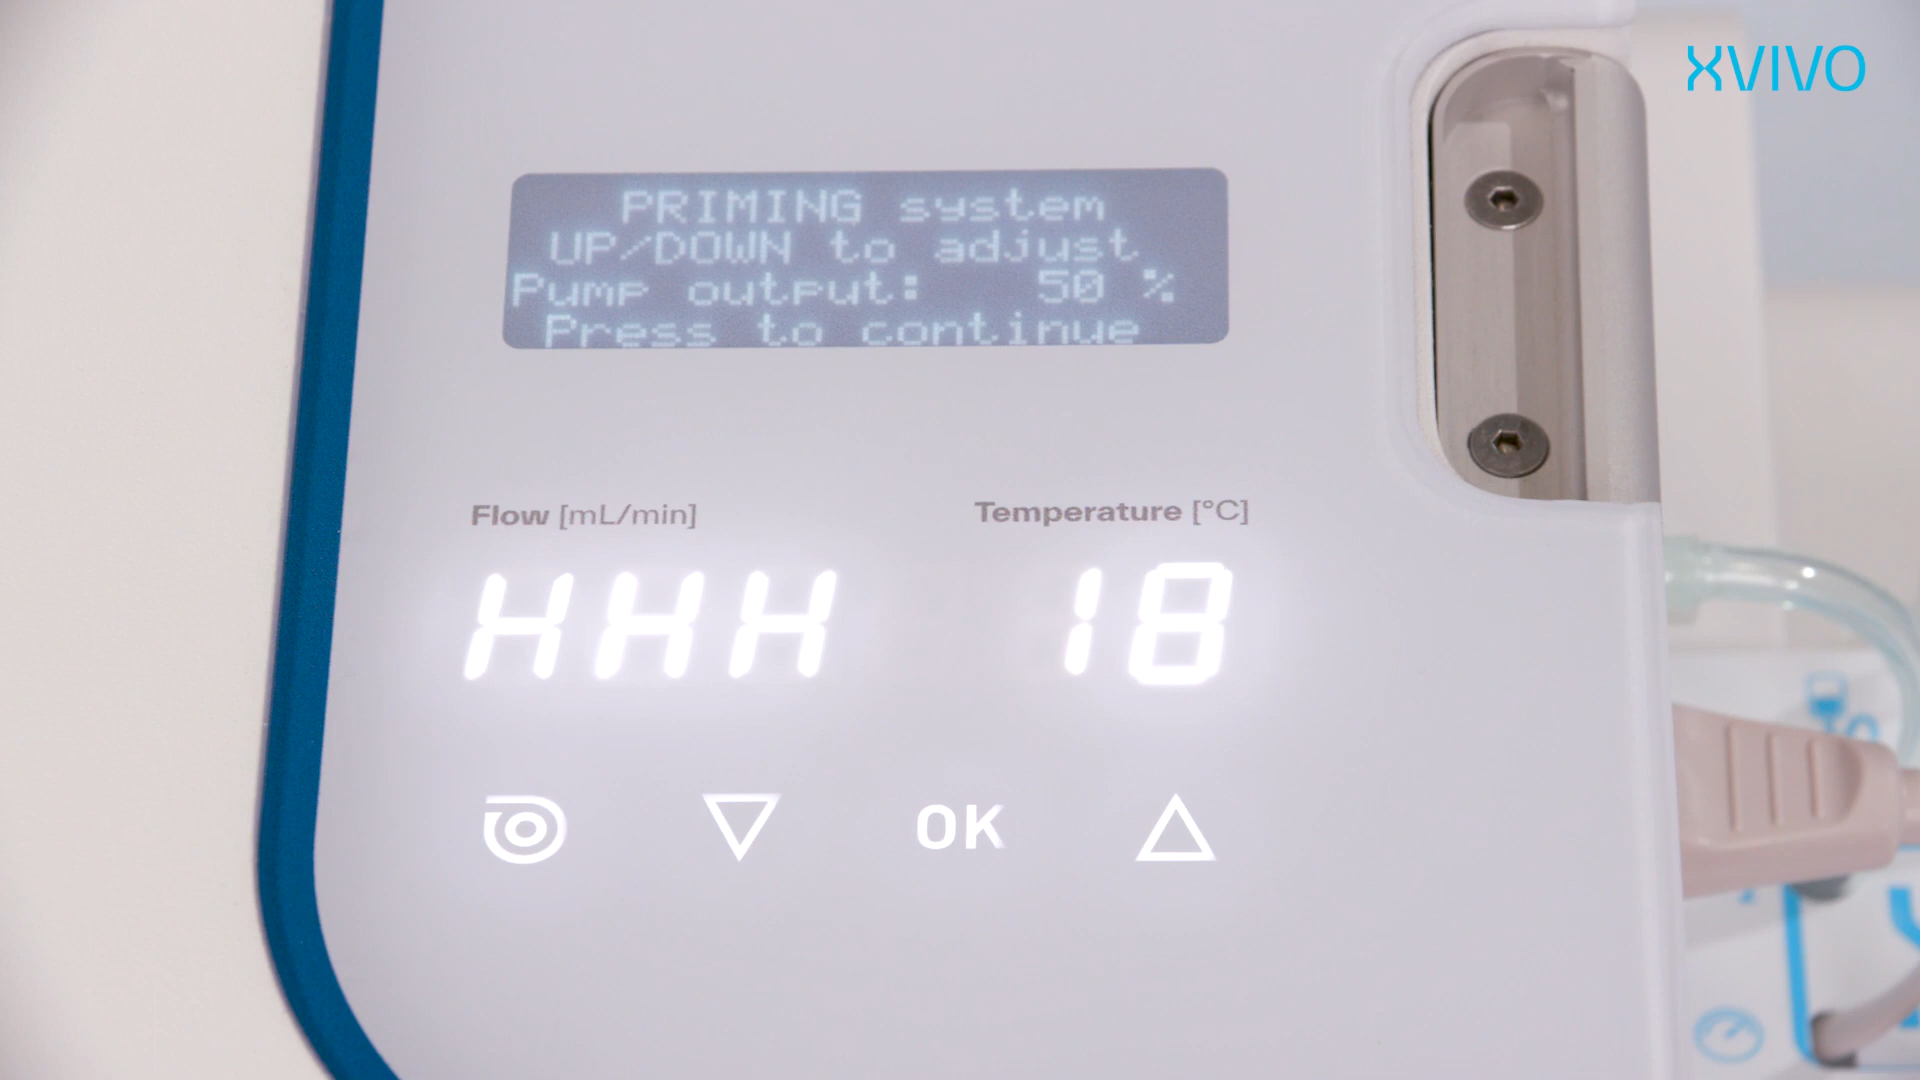 XVIVO
PRIMING system
UP/DOWN to adjust
Pump output: 50 %
Press to continue
Flow [mL/min] Temperature [°C]
HHH 18
OK